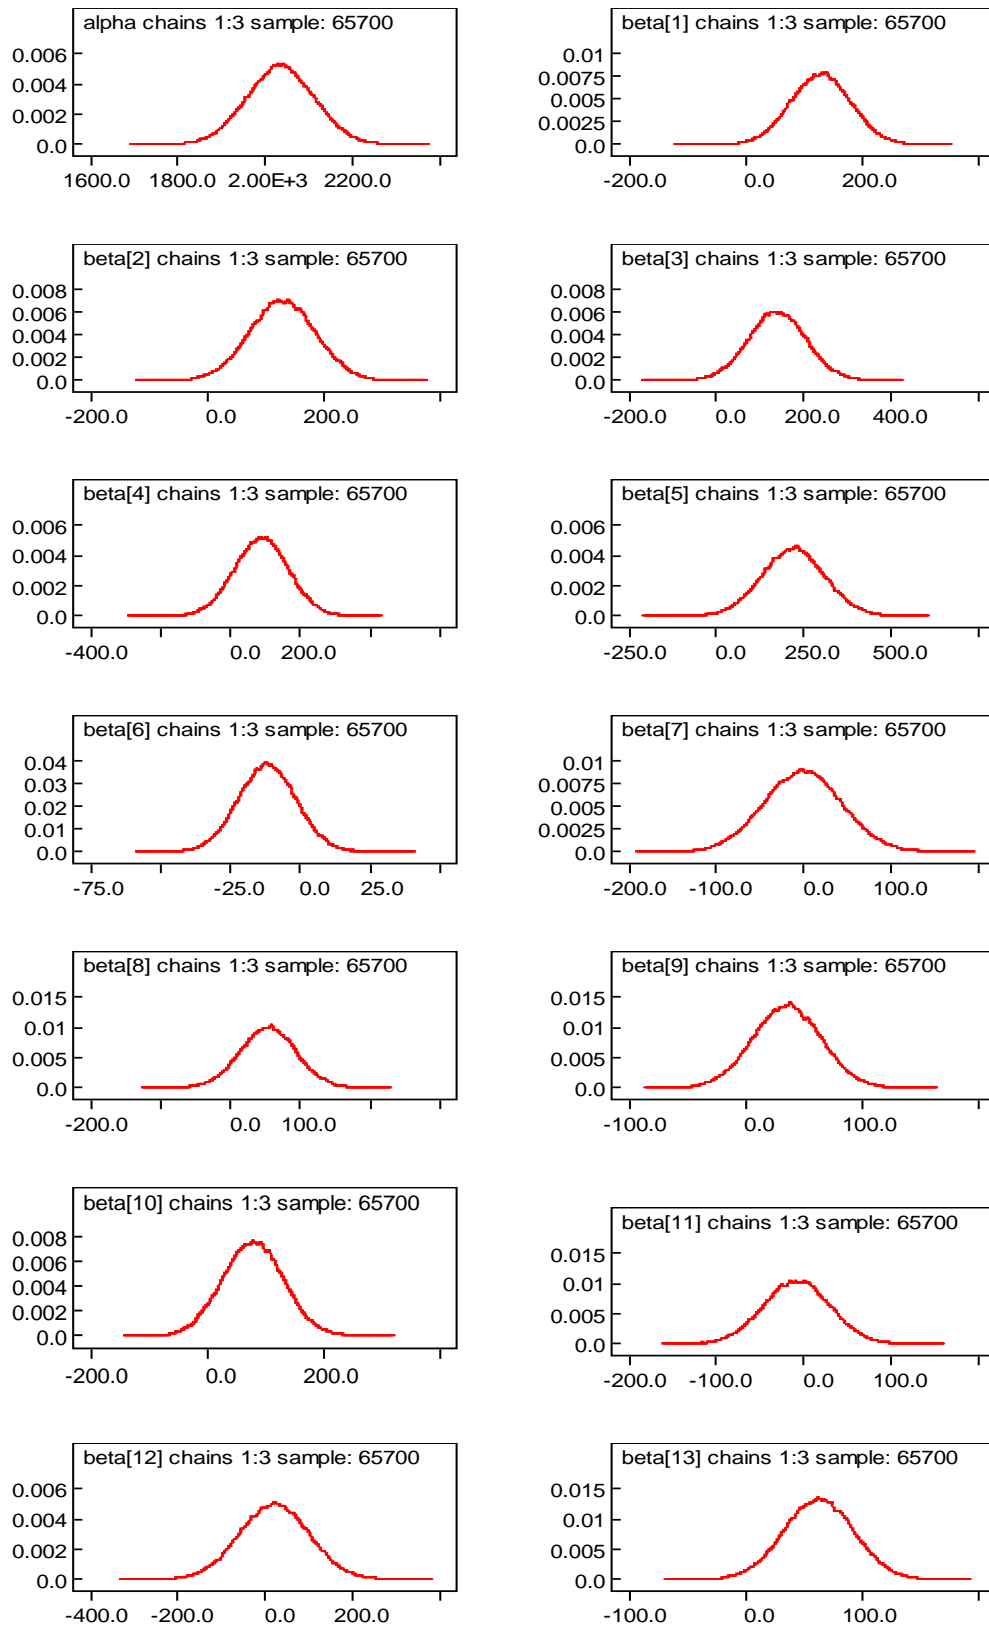 alpha chains 1:3 sample: 65700
0.006
0.004
0.002
0.0
1600.0 1800.0 2.00E+3 2200.0
beta[1] chains 1:3 sample: 65700
0.01
0.0075
0.005
0.0025
0.0
-200.0 0.0 200.0
beta[2] chains 1:3 sample: 65700
0.008
0.006
0.004
0.002
0.0
-200.0 0.0 200.0
beta[3] chains 1:3 sample: 65700
0.008
0.006
0.004
0.002
0.0
-200.0 0.0 200.0 400.0
beta[4] chains 1:3 sample: 65700
0.006
0.004
0.002
0.0
-400.0 0.0 200.0
beta[5] chains 1:3 sample: 65700
0.006
0.004
0.002
0.0
-250.0 0.0 250.0 500.0
beta[6] chains 1:3 sample: 65700
0.04
0.03
0.02
0.01
0.0
-75.0 -25.0 0.0 25.0
beta[7] chains 1:3 sample: 65700
0.01
0.0075
0.005
0.0025
0.0
-200.0 -100.0 0.0 100.0
beta[8] chains 1:3 sample: 65700
0.015
0.01
0.005
0.0
-200.0 0.0 100.0
beta[9] chains 1:3 sample: 65700
0.015
0.01
0.005
0.0
-100.0 0.0 100.0
beta[10] chains 1:3 sample: 65700
0.008
0.006
0.004
0.002
0.0
-200.0 0.0 200.0
beta[11] chains 1:3 sample: 65700
0.015
0.01
0.005
0.0
-200.0 -100.0 0.0 100.0
beta[12] chains 1:3 sample: 65700
0.006
0.004
0.002
0.0
-400.0 -200.0 0.0 200.0
beta[13] chains 1:3 sample: 65700
0.015
0.01
0.005
0.0
-100.0 0.0 100.0